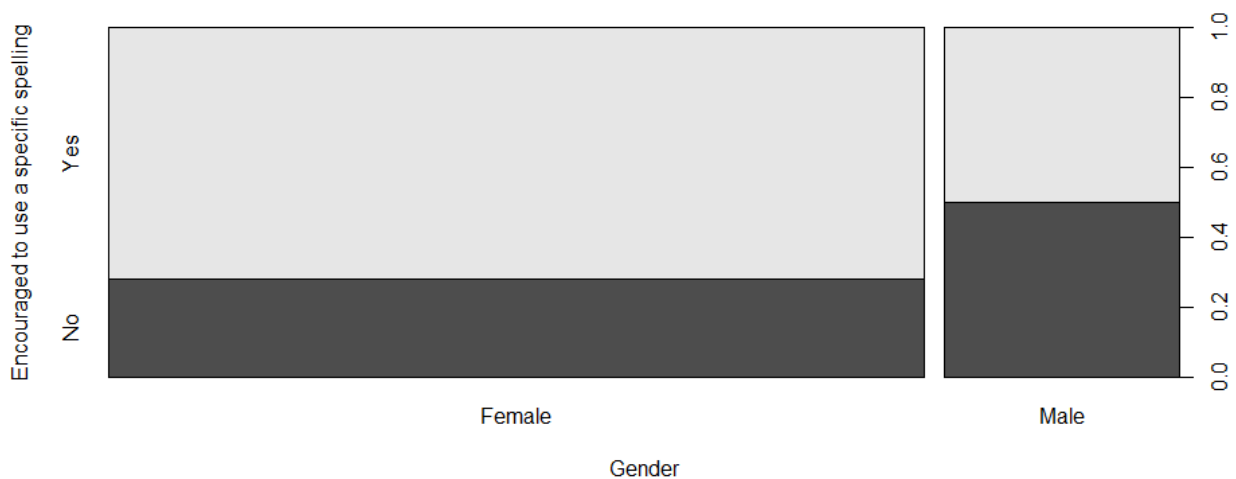 Encouraged to use a specific spelling
Yes
No
1.0
0.8
0.6
0.4
0.2
0.0
Female
Male
Gender